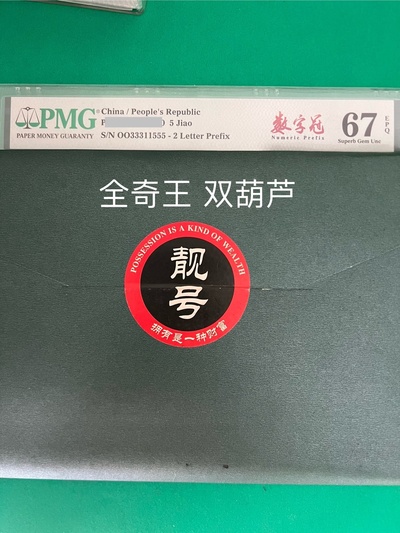 PMG
PAPER MONEY GUARANTY
China / People's Republic
5 Jiao
S/N OO33311555 - 2 Letter Prefix
数字冠
Numeric Prefix
67
EPQ
Superb Gem Unc
全奇王 双葫芦
POSSESSION IS A KIND OF WEALTH
靓号
拥有是一种财富